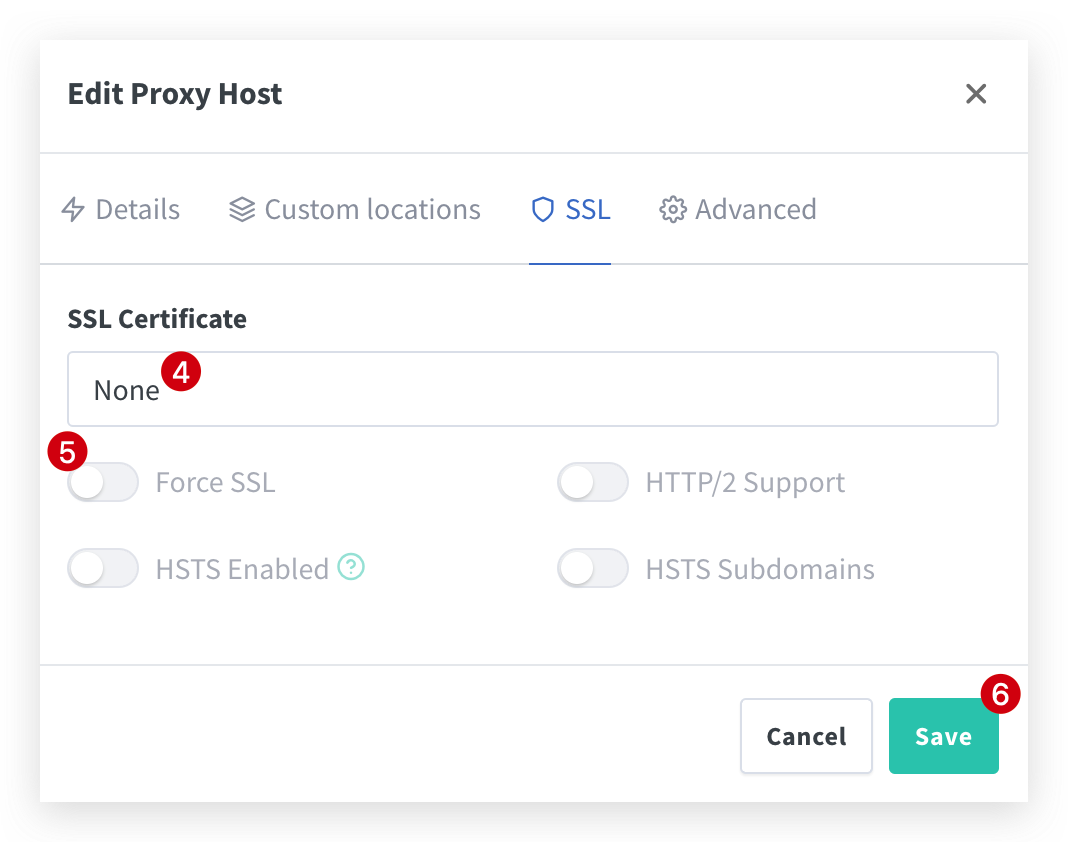 Edit Proxy Host
Details Custom locations SSL Advanced
SSL Certificate
None 4
5
Force SSL HTTP/2 Support
HSTS Enabled ? HSTS Subdomains
6
Cancel Save